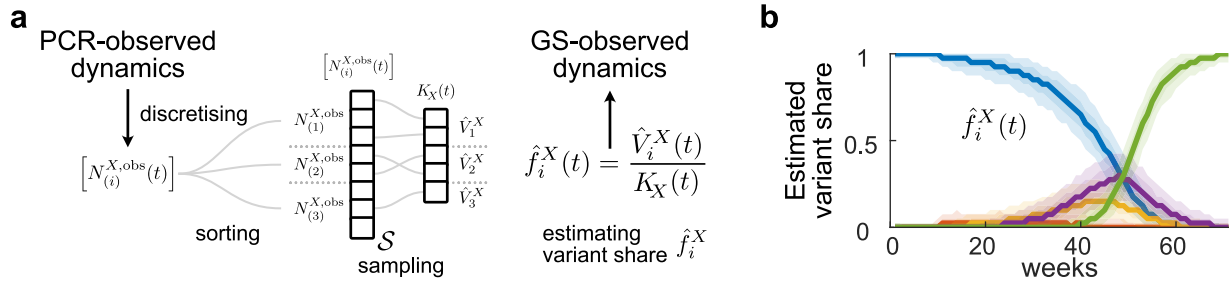 a
PCR-observed
dynamics
discretising
[N_{(i)}^{X,obs}(t)]
sorting
N_{(1)}^{X,obs}
N_{(2)}^{X,obs}
N_{(3)}^{X,obs}
[N_{(i)}^{X,obs}(t)]
K_X(t)
V̂_1^X
V̂_2^X
V̂_3^X
𝒮
sampling
GS-observed
dynamics
f̂_i^X(t) = V̂_i^X(t) / K_X(t)
estimating
variant share f̂_i^X
b
Estimated
variant share
1
0.5
0
f̂_i^X(t)
0 20 40 60
weeks